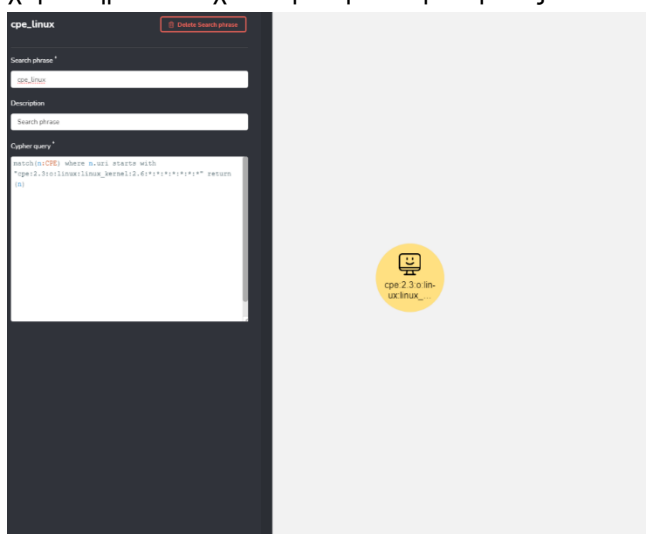 cpe_linux
Delete Search phrase
Search phrase *
cpe_linux
Description
Search phrase
Cypher query *
match(n:CPE) where n.uri starts with
"cpe:2.3:o:linux:linux_kernel:2.6:*:*:*:*:*:*:*" return
(n)
cpe:2.3:o:lin-
ux:linux_...